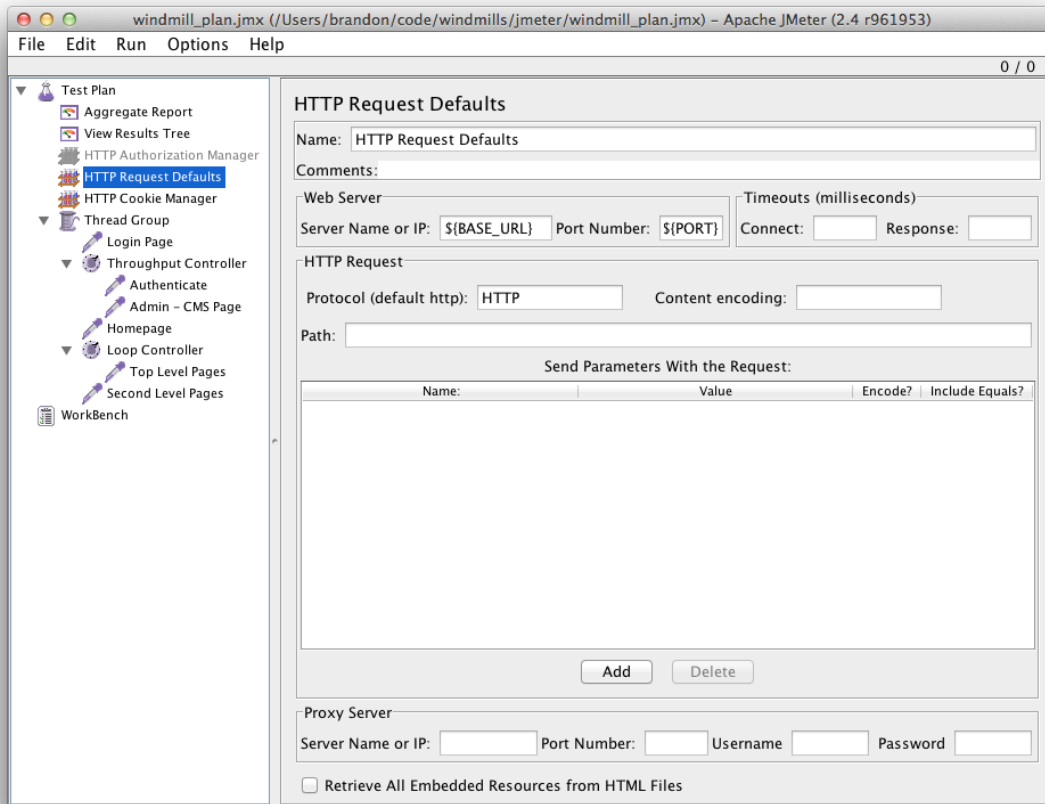 windmill_plan.jmx (/Users/brandon/code/windmills/jmeter/windmill_plan.jmx) – Apache JMeter (2.4 r961953)
File Edit Run Options Help
0 / 0
Test Plan
Aggregate Report
View Results Tree
HTTP Authorization Manager
HTTP Request Defaults
HTTP Cookie Manager
Thread Group
Login Page
Throughput Controller
Authenticate
Admin – CMS Page
Homepage
Loop Controller
Top Level Pages
Second Level Pages
WorkBench
HTTP Request Defaults
Name: HTTP Request Defaults
Comments:
Web Server
Server Name or IP: ${BASE_URL} Port Number: ${PORT}
Timeouts (milliseconds)
Connect: Response:
HTTP Request
Protocol (default http): HTTP Content encoding:
Path:
Send Parameters With the Request:
Name: Value Encode? Include Equals?
Add Delete
Proxy Server
Server Name or IP: Port Number: Username Password
Retrieve All Embedded Resources from HTML Files